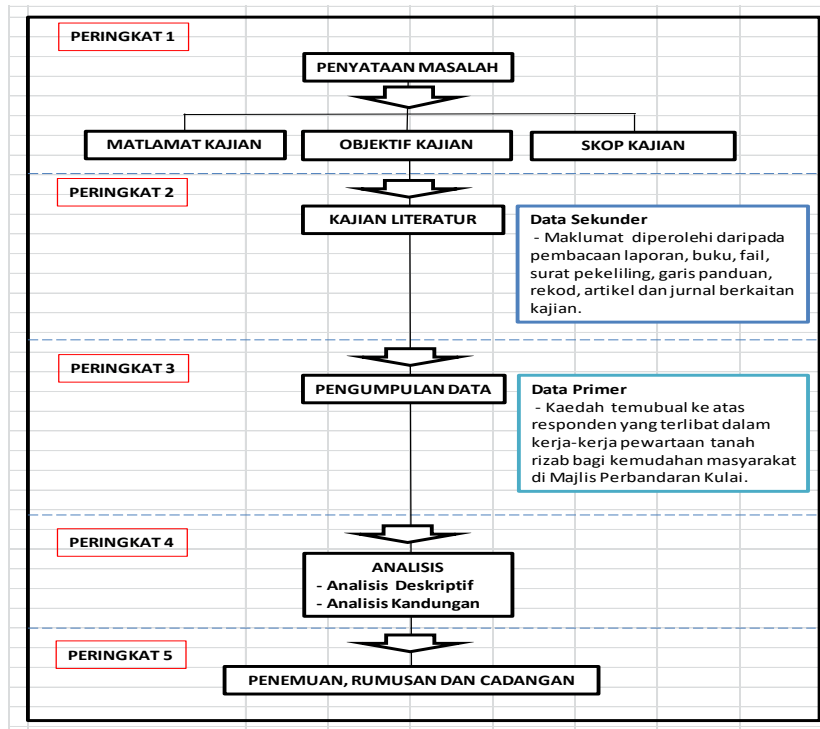 PERINGKAT 1
PENYATAAN MASALAH
MATLAMAT KAJIAN
OBJEKTIF KAJIAN
SKOP KAJIAN
PERINGKAT 2
KAJIAN LITERATUR
Data Sekunder
- Maklumat diperolehi daripada
pembacaan laporan, buku, fail,
surat pekeliling, garis panduan,
rekod, artikel dan jurnal berkaitan
kajian.
PERINGKAT 3
PENGUMPULAN DATA
Data Primer
- Kaedah temubual ke atas
responden yang terlibat dalam
kerja-kerja pewartaan tanah
rizab bagi kemudahan masyarakat
di Majlis Perbandaran Kulai.
PERINGKAT 4
ANALISIS
- Analisis Deskriptif
- Analisis Kandungan
PERINGKAT 5
PENEMUAN, RUMUSAN DAN CADANGAN